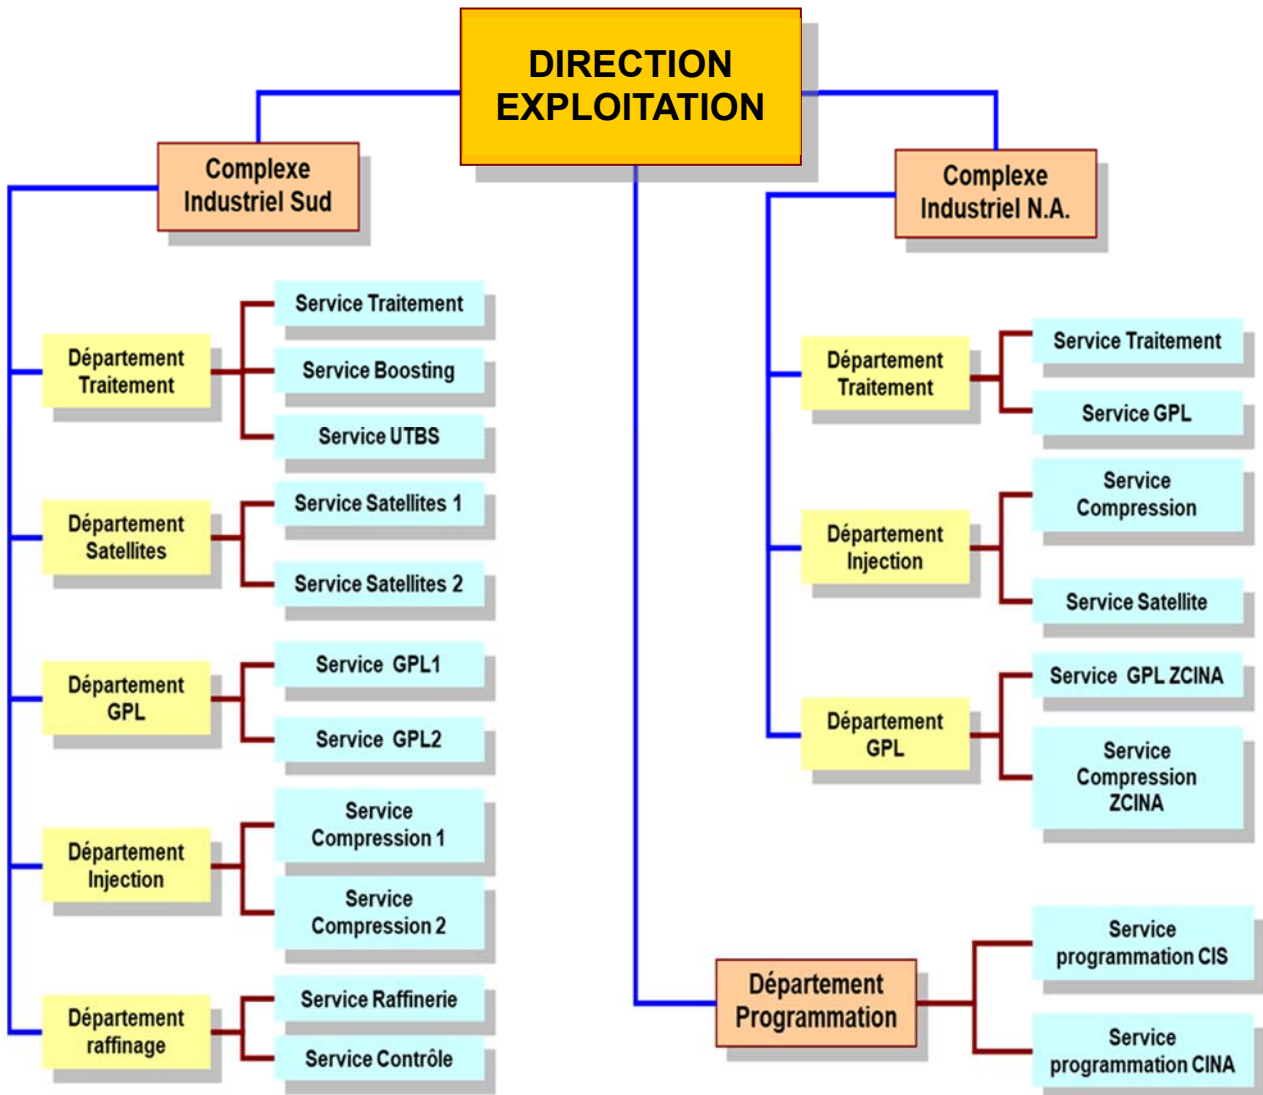 DIRECTION
EXPLOITATION
Complexe
Industriel Sud
Département
Traitement
Service Traitement
Service Boosting
Service UTBS
Département
Satellites
Service Satellites 1
Service Satellites 2
Département
GPL
Service GPL1
Service GPL2
Département
Injection
Service
Compression 1
Service
Compression 2
Département
raffinage
Service Raffinerie
Service Contrôle
Complexe
Industriel N.A.
Département
Traitement
Service Traitement
Service GPL
Département
Injection
Service
Compression
Service Satellite
Département
GPL
Service GPL ZCINA
Service
Compression
ZCINA
Département
Programmation
Service
programmation CIS
Service
programmation CINA